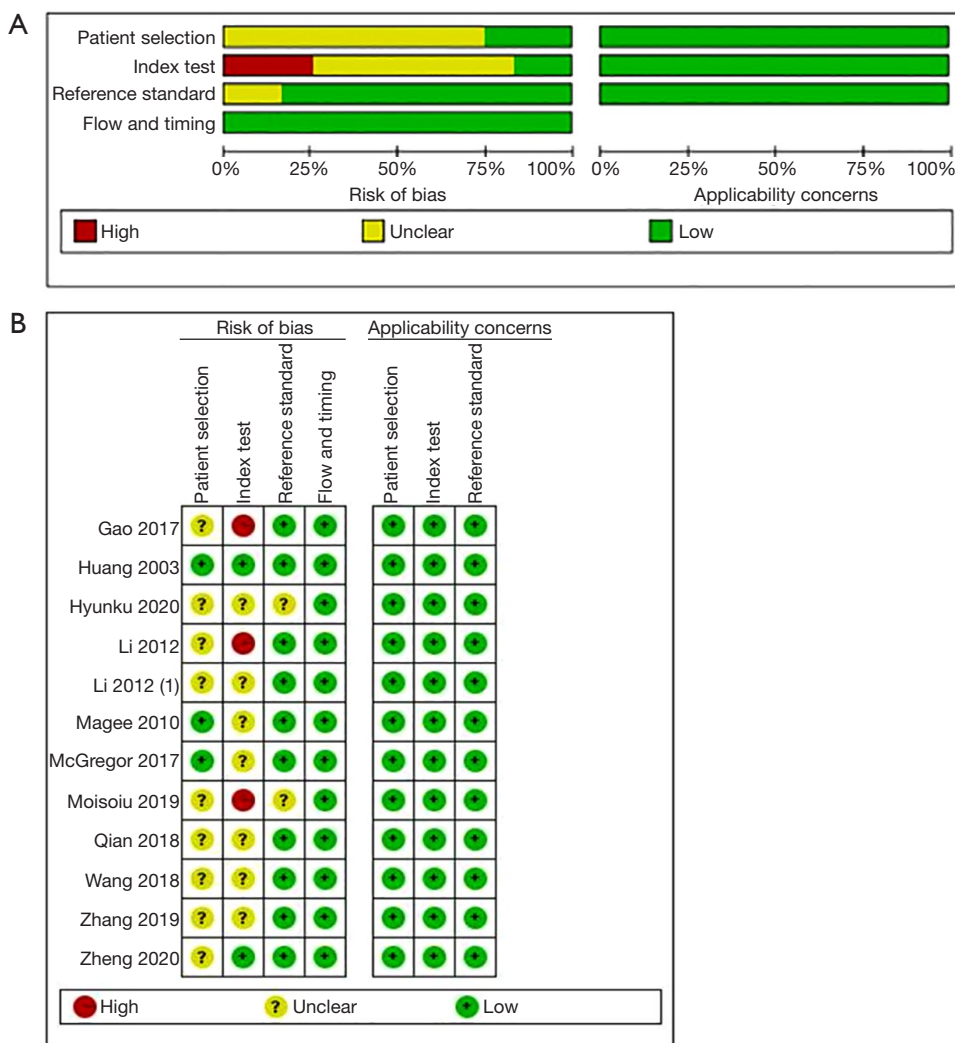 A
Patient selection
Index test
Reference standard
Flow and timing
0% 25% 50% 75% 100% 0% 25% 50% 75% 100%
Risk of bias Applicability concerns
High Unclear Low
B
Risk of bias Applicability concerns
Patient selection Index test Reference standard Flow and timing Patient selection Index test Reference standard
Gao 2017 ? - + + + + +
Huang 2003 + + + + + + +
Hyunku 2020 ? ? ? + + + +
Li 2012 ? - + + + + +
Li 2012 (1) ? ? + + + + +
Magee 2010 + ? + + + + +
McGregor 2017 + ? + + + + +
Moisoiu 2019 ? - ? + + + +
Qian 2018 ? ? + + + + +
Wang 2018 ? ? + + + + +
Zhang 2019 ? ? + + + + +
Zheng 2020 ? + + + + + +
- High ? Unclear + Low